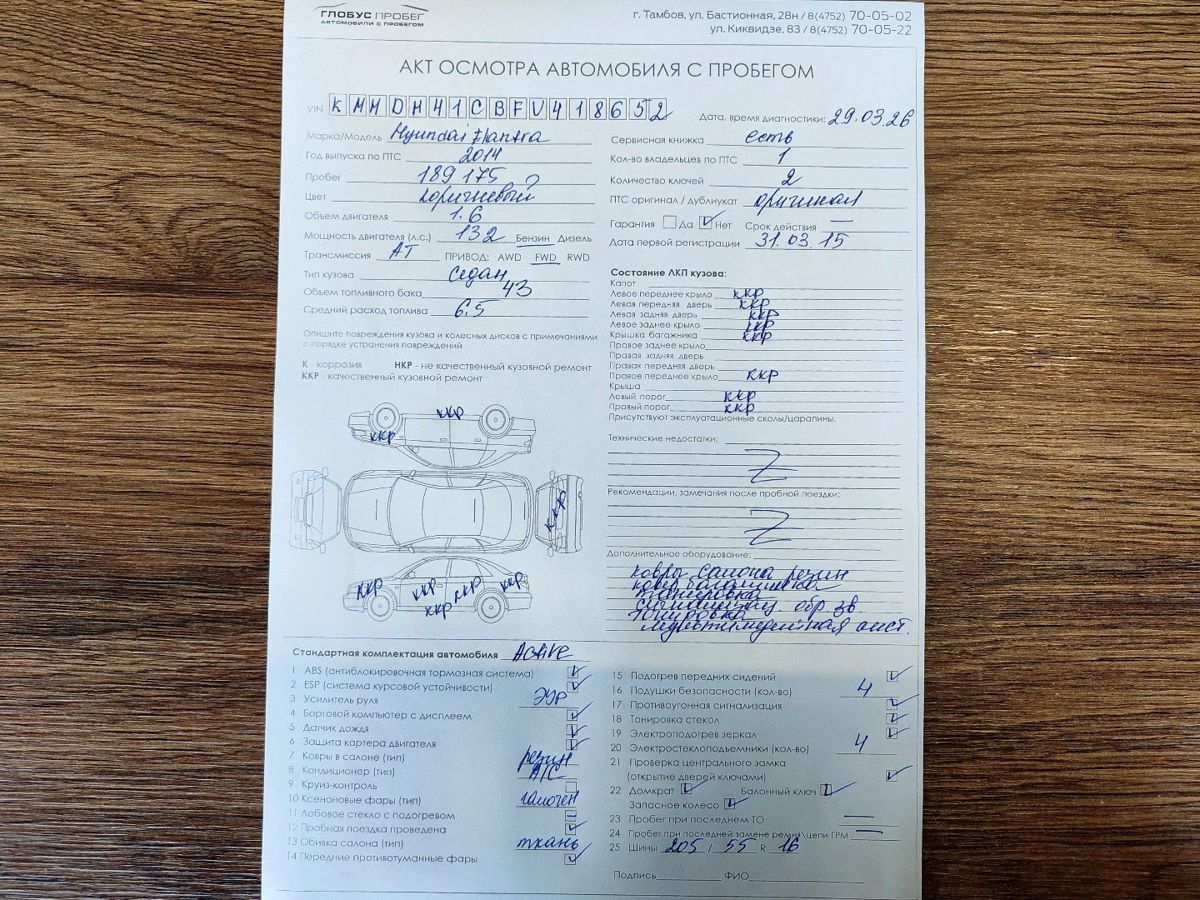 ГЛОБУС ПРОБЕГ
АВТОМОБИЛИ С ПРОБЕГОМ
г. Тамбов, ул. Бастионная, 28н / 8(4752) 70-05-02
ул. Киквидзе, 83 / 8(4752) 70-05-22
АКТ ОСМОТРА АВТОМОБИЛЯ С ПРОБЕГОМ
VIN KMHDH41CBFU418652
Дата, время диагностики: 29.03.26
Марка/Модель Hyundai Elantra
Год выпуска по ПТС 2014
Пробег 189 175
Цвет коричневый
Объем двигателя 1.6
Мощность двигателя (л.с.) 132 Бензин Дизель
Трансмиссия АТ ПРИВОД: AWD FWD RWD
Тип кузова Седан
Объем топливного бака 43
Средний расход топлива 6.5
Сервисная книжка есть
Кол-во владельцев по ПТС 1
Количество ключей 2
ПТС оригинал / дубликат оригинал
Гарантия Да Нет Срок действия —
Дата первой регистрации 31.03.15
Опишите повреждения кузова и колесных дисков с примечаниями
о порядке устранения повреждений
К - коррозия НКР - не качественный кузовной ремонт
ККР - качественный кузовной ремонт
Состояние ЛКП кузова:
Капот
Левое переднее крыло ккр
Левая передняя дверь ккр
Левая задняя дверь ккр
Левое заднее крыло ккр
Крышка багажника ккр
Правое заднее крыло
Правая задняя дверь
Правая передняя дверь
Правое переднее крыло ккр
Крыша
Левый порог ккр
Правый порог ккр
Присутствуют эксплуатационные сколы/царапины.
ккр
ккр
ккр
ккр
ккр
ккр
ккр
ккр
Технические недостатки:
Z
Рекомендации, замечания после пробной поездки:
Z
Дополнительное оборудование:
ковры салона резин
ковер багажника
сигнализац обр зв.
тонировка
мультимедийная сист.
Стандартная комплектация автомобиля Active
1 ABS (антиблокировочная тормозная система)
2 ESP (система курсовой устойчивости)
3 Усилитель руля ЭУР
4 Бортовой компьютер с дисплеем
5 Датчик дождя
6 Защита картера двигателя
7 Ковры в салоне (тип) резин
8 Кондиционер (тип) A/C
9 Круиз-контроль
10 Ксеноновые фары (тип) галоген
11 Лобовое стекло с подогревом —
12 Пробная поездка проведена
13 Обивка салона (тип) ткань
14 Передние противотуманные фары
15 Подогрев передних сидений
16 Подушки безопасности (кол-во) 4
17 Противоугонная сигнализация
18 Тонировка стекол
19 Электроподогрев зеркал
20 Электростеклоподъемники (кол-во) 4
21 Проверка центрального замка
(открытие дверей ключами)
22 Домкрат Балонный ключ
Запасное колесо
23 Пробег при последнем ТО —
24 Пробег при последней замене ремня\цепи ГРМ —
25 Шины 205 / 55 R 16
Подпись ФИО